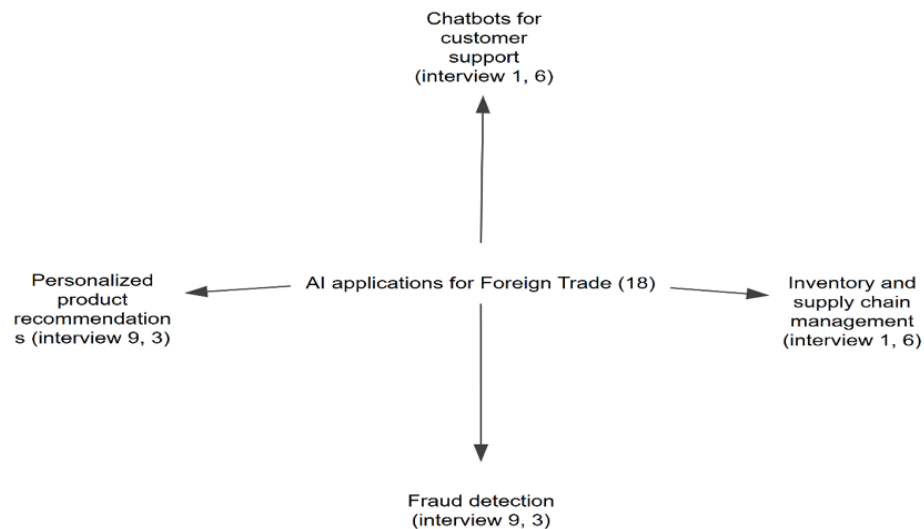 Chatbots for
customer
support
(interview 1, 6)
Personalized
product
recommendation
s (interview 9, 3)
AI applications for Foreign Trade (18)
Inventory and
supply chain
management
(interview 1, 6)
Fraud detection
(interview 9, 3)